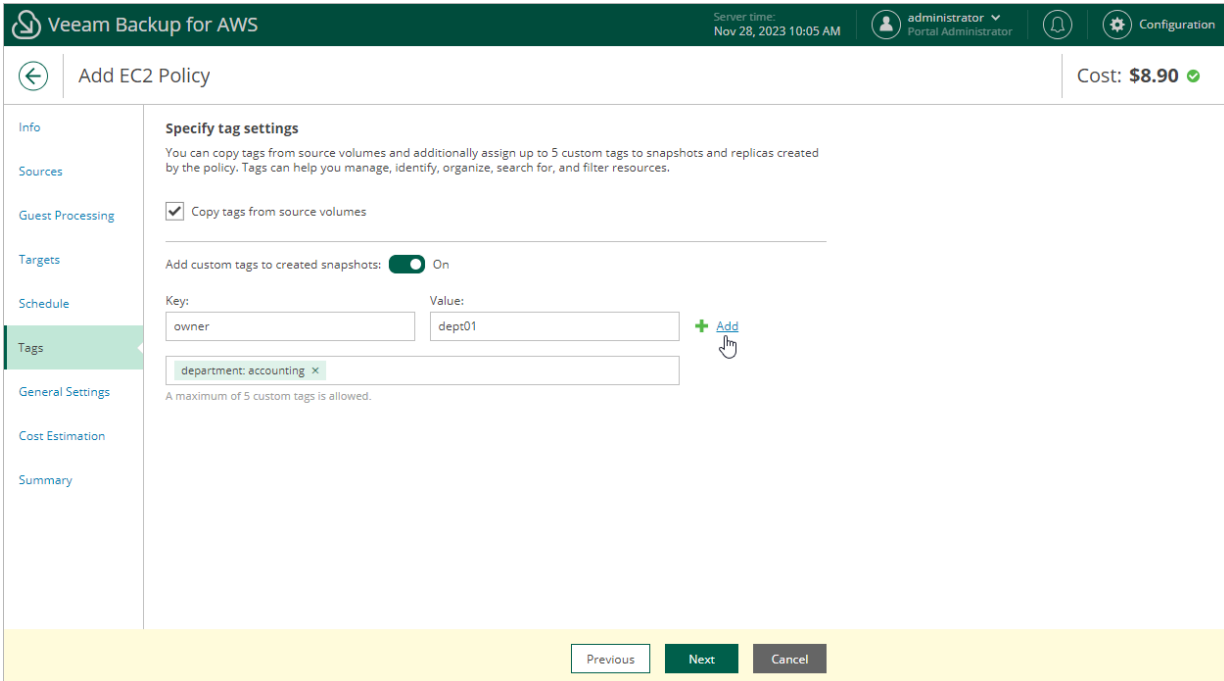 Veeam Backup for AWS
Server time:
Nov 28, 2023 10:05 AM
administrator
Portal Administrator
Configuration
Add EC2 Policy
Cost: $8.90
Info
Sources
Guest Processing
Targets
Schedule
Tags
General Settings
Cost Estimation
Summary
Specify tag settings
You can copy tags from source volumes and additionally assign up to 5 custom tags to snapshots and replicas created
by the policy. Tags can help you manage, identify, organize, search for, and filter resources.
Copy tags from source volumes
Add custom tags to created snapshots: On
Key: Value:
owner dept01 Add
department: accounting ×
A maximum of 5 custom tags is allowed.
Previous Next Cancel